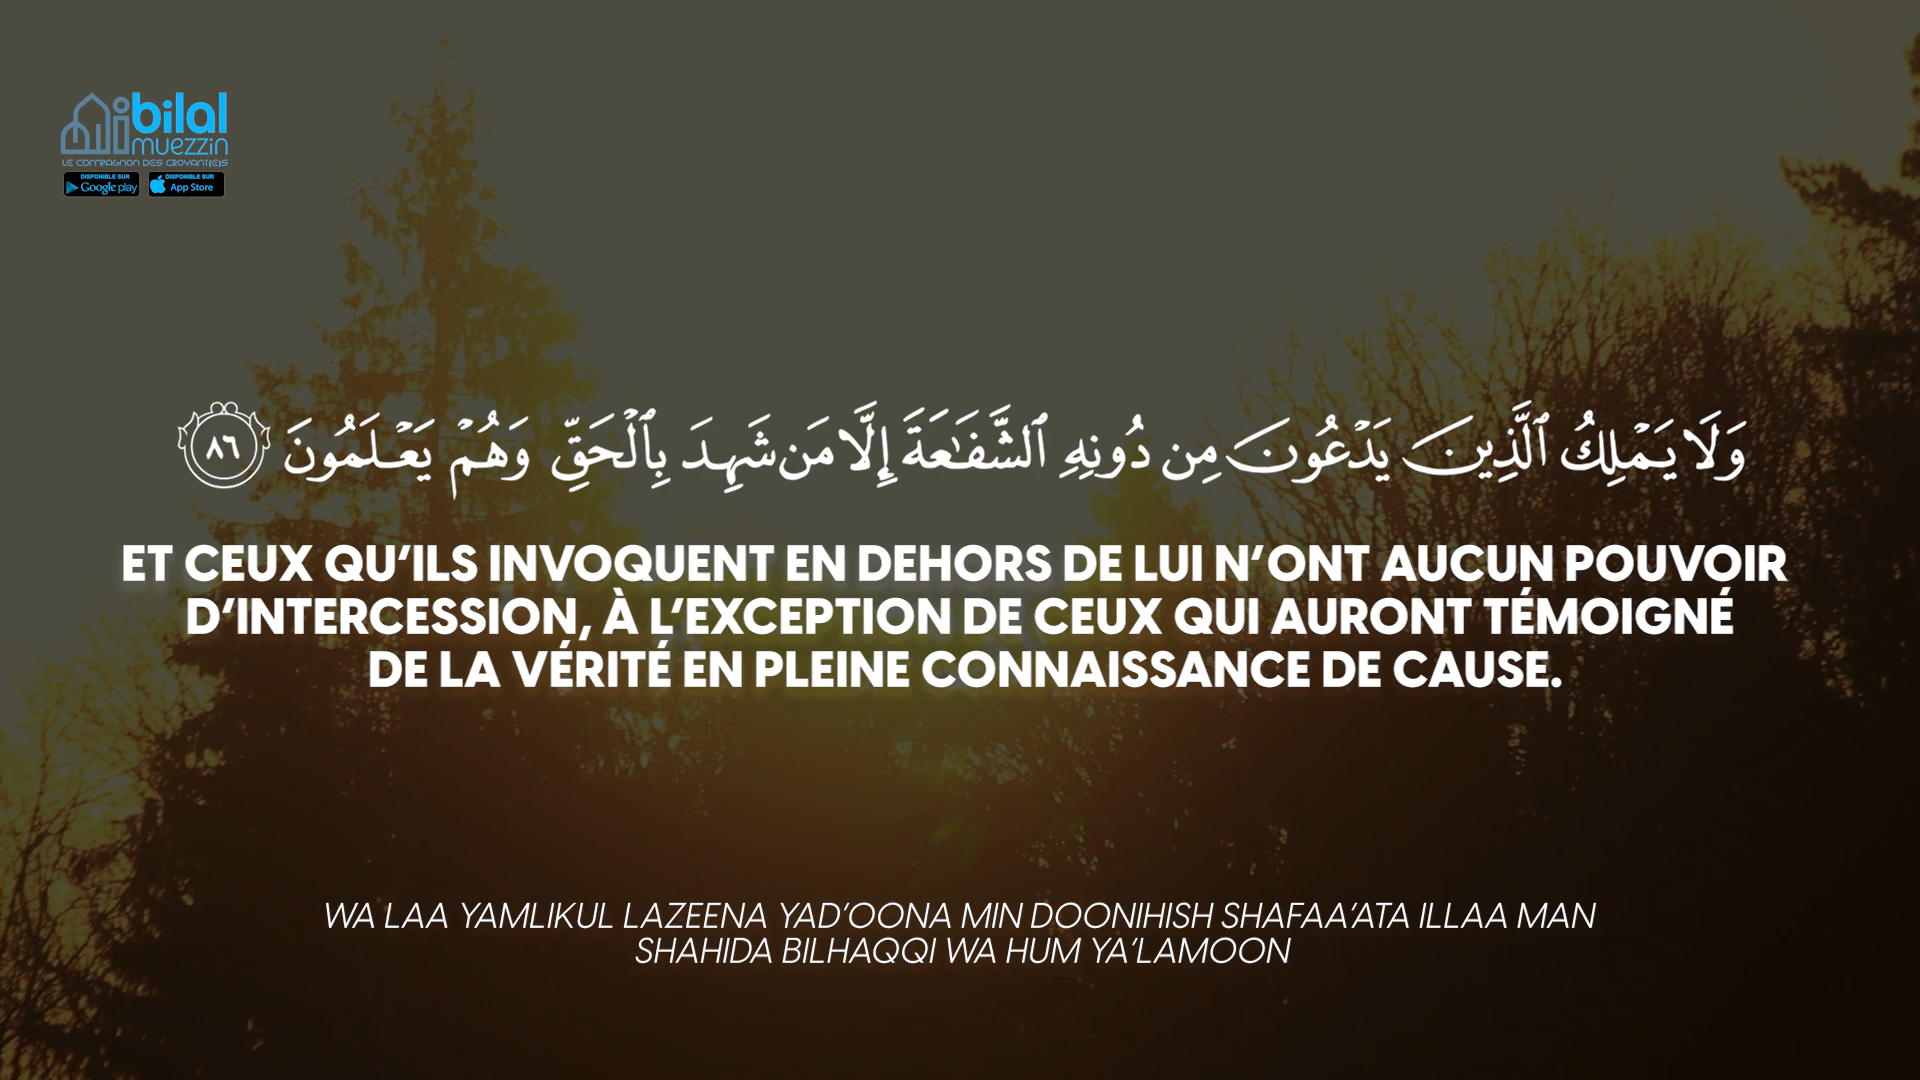 bilal
muezzin
LE COMPAGNON DES CROYANT(E)S
DISPONIBLE SUR
Google play
DISPONIBLE SUR
App Store
وَلَا يَمْلِكُ ٱلَّذِينَ يَدْعُونَ مِن دُونِهِ ٱلشَّفَٰعَةَ إِلَّا مَن شَهِدَ بِٱلْحَقِّ وَهُمْ يَعْلَمُونَ ٨٦
ET CEUX QU’ILS INVOQUENT EN DEHORS DE LUI N’ONT AUCUN POUVOIR
D’INTERCESSION, À L’EXCEPTION DE CEUX QUI AURONT TÉMOIGNÉ
DE LA VÉRITÉ EN PLEINE CONNAISSANCE DE CAUSE.
WA LAA YAMLIKUL LAZEENA YAD’OONA MIN DOONIHISH SHAFAA’ATA ILLAA MAN
SHAHIDA BILHAQQI WA HUM YA’LAMOON